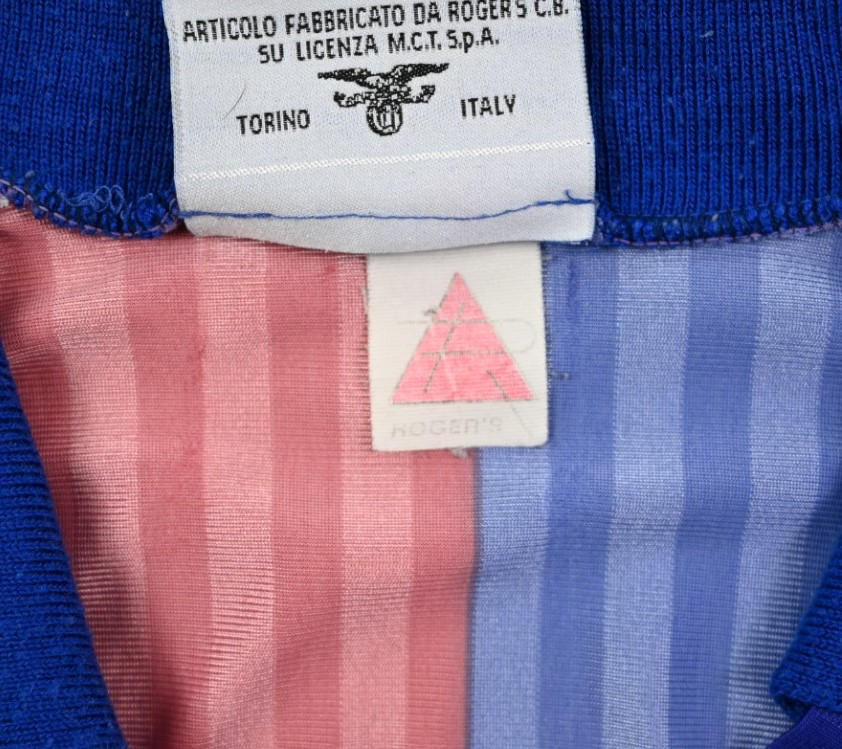 ARTICOLO FABBRICATO DA ROGER'S C.B.
SU LICENZA M.C.T. S.p.A.
TORINO ITALY
ROGER'S